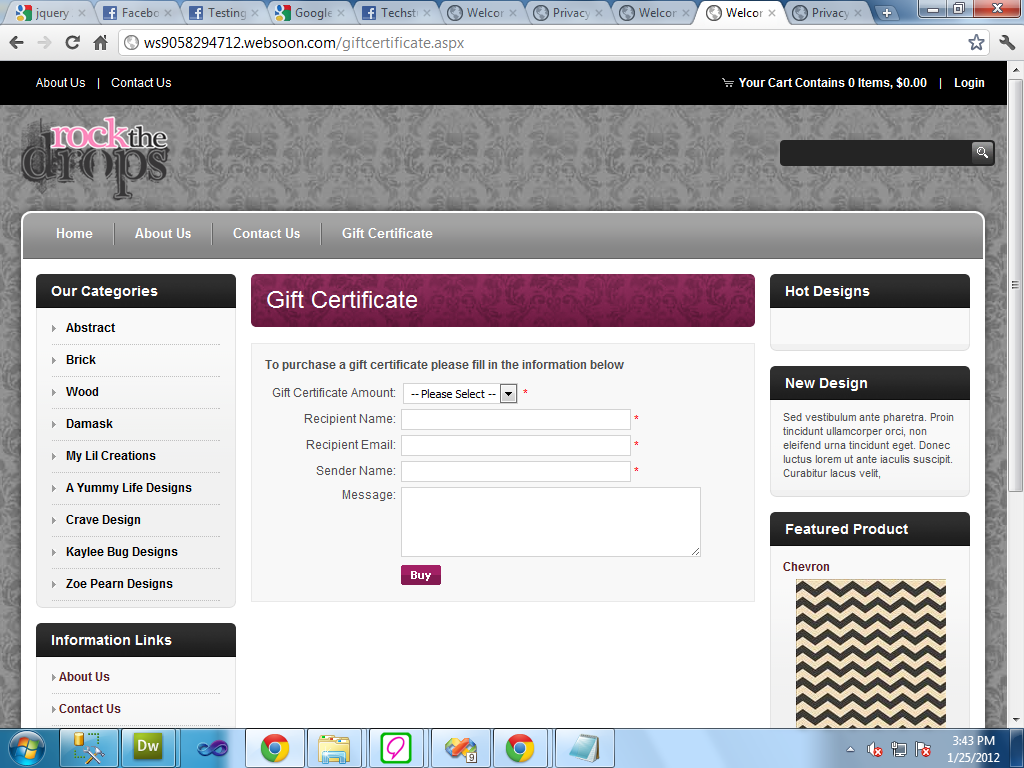 jquery
Facebo
Testing
Google
Techst
Welcor
Privacy
Welcor
Welcor
Privacy
ws9058294712.websoon.com/giftcertificate.aspx
About Us | Contact Us
Your Cart Contains 0 Items, $0.00 | Login
rock the
drops
Home
About Us
Contact Us
Gift Certificate
Our Categories
Abstract
Brick
Wood
Damask
My Lil Creations
A Yummy Life Designs
Crave Design
Kaylee Bug Designs
Zoe Pearn Designs
Information Links
About Us
Contact Us
Gift Certificate
To purchase a gift certificate please fill in the information below
Gift Certificate Amount: -- Please Select -- *
Recipient Name: *
Recipient Email: *
Sender Name: *
Message:
Buy
Hot Designs
New Design
Sed vestibulum ante pharetra. Proin
tincidunt ullamcorper orci, non
eleifend urna tincidunt eget. Donec
luctus lorem ut ante iaculis suscipit.
Curabitur lacus velit,
Featured Product
Chevron
Dw
9
3:43 PM
1/25/2012